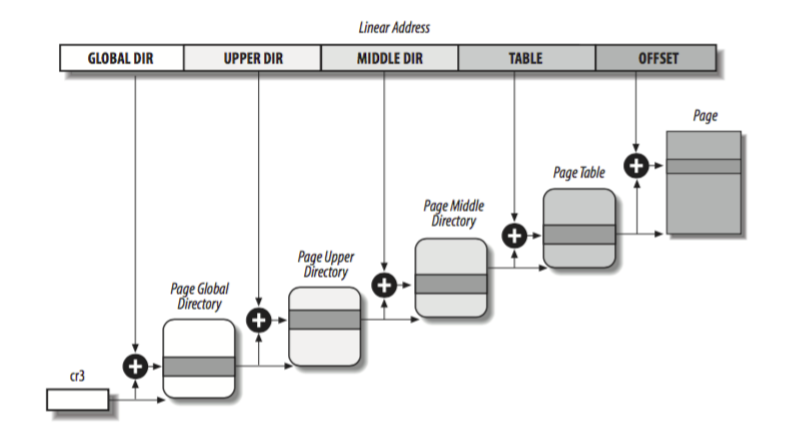 Linear Address
GLOBAL DIR UPPER DIR MIDDLE DIR TABLE OFFSET
Page
Page Table
Page Middle
Directory
Page Upper
Directory
Page Global
Directory
cr3